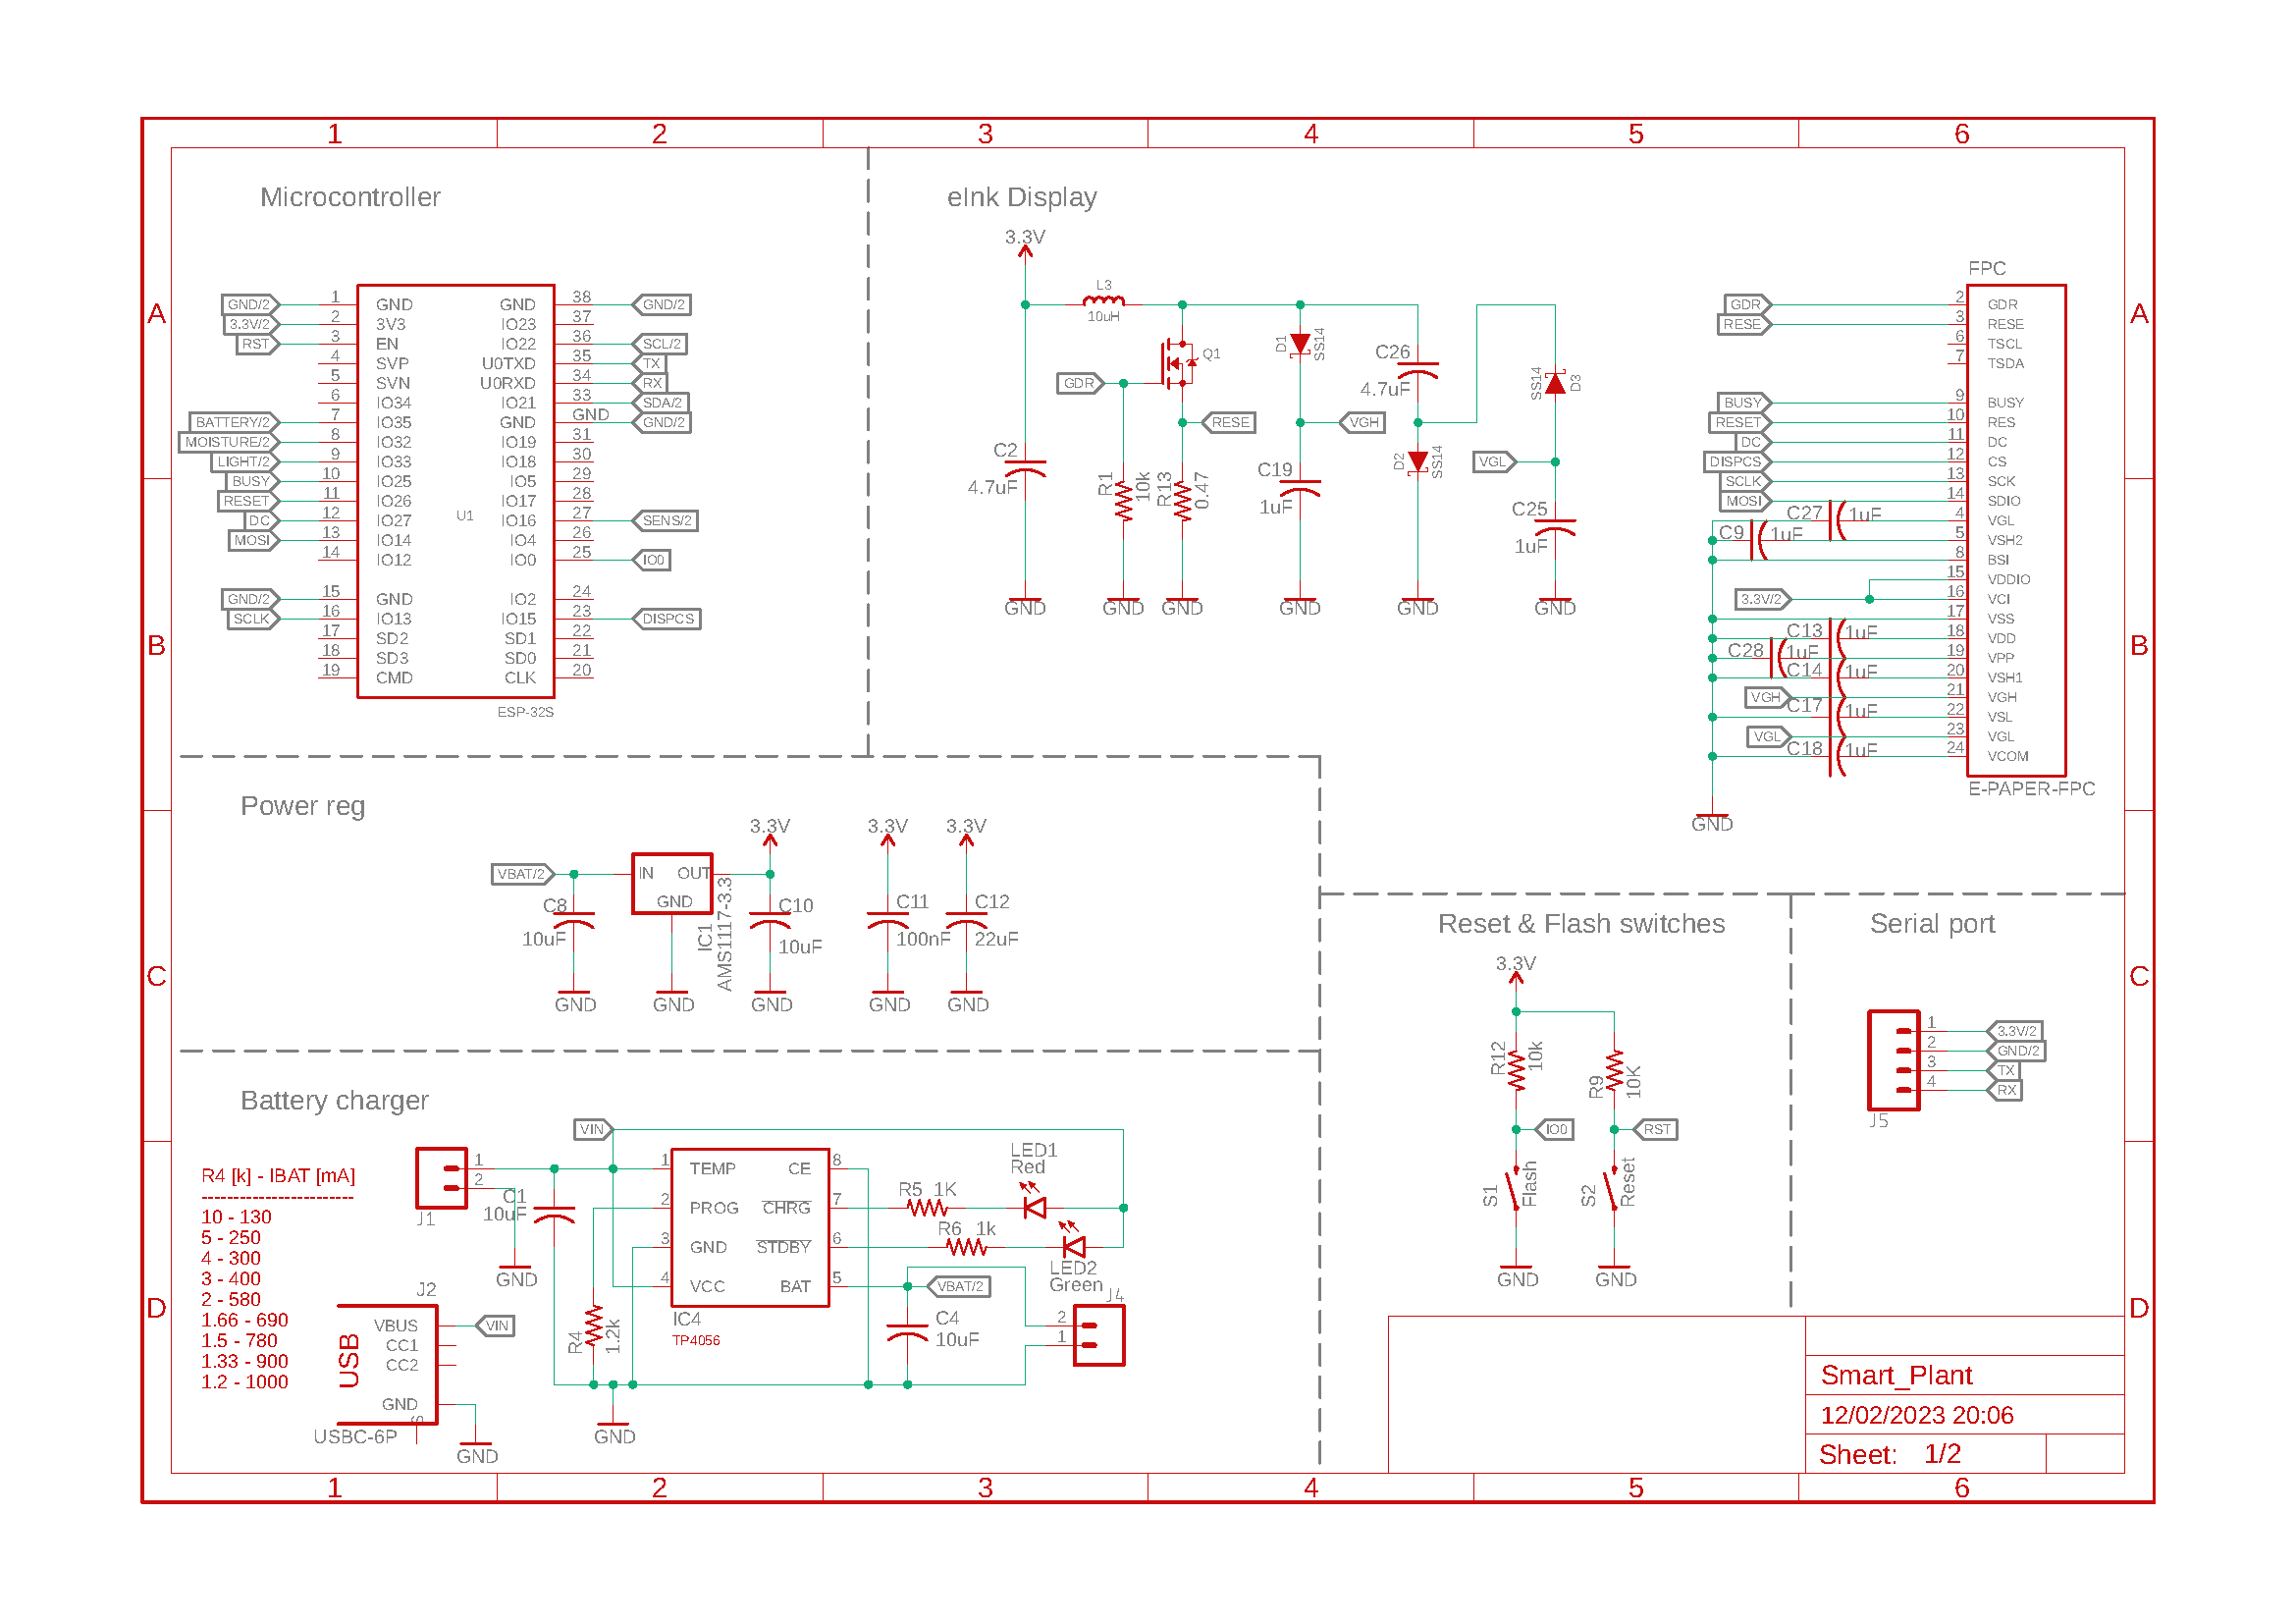 1 2 3 4 5 6
A
B
C
D
Microcontroller
GND/2 1 GND
3.3V/2 2 3V3
RST 3 EN
4 SVP
5 SVN
6 IO34
BATTERY/2 7 IO35
MOISTURE/2 8 IO32
LIGHT/2 9 IO33
BUSY 10 IO25
RESET 11 IO26
DC 12 IO27
MOSI 13 IO14
14 IO12
GND/2 15 GND
SCLK 16 IO13
17 SD2
18 SD3
19 CMD
U1
GND 38 GND/2
IO23 37
IO22 36 SCL/2
U0TXD 35 TX
U0RXD 34 RX
IO21 33 SDA/2
GND GND GND/2
IO19 31
IO18 30
IO5 29
IO17 28
IO16 27 SENS/2
IO4 26
IO0 25 IO0
IO2 24
IO15 23 DISPCS
SD1 22
SD0 21
CLK 20
ESP-32S
eInk Display
3.3V
L3
10uH
Q1
GDR
RESE
D1
SS14
VGH
C26
4.7uF
D2
SS14
SS14
D3
VGL
C2
4.7uF
R1
10k
R13
0.47
C19
1uF
C25
1uF
GND GND GND GND GND GND
FPC
GDR 2 GDR
RESE 3 RESE
6 TSCL
7 TSDA
BUSY 9 BUSY
RESET 10 RES
DC 11 DC
DISPCS 12 CS
SCLK 13 SCK
MOSI 14 SDIO
C27 1uF 4 VGL
C9 1uF 5 VSH2
8 BSI
15 VDDIO
3.3V/2 16 VCI
17 VSS
C13 1uF 18 VDD
C28 1uF 19 VPP
C14 1uF 20 VSH1
VGH 21 VGH
C17 1uF 22 VSL
VGL 23 VGL
C18 1uF 24 VCOM
E-PAPER-FPC
GND
Power reg
VBAT/2
IN OUT
GND
IC1
AMS1117-3.3
3.3V 3.3V 3.3V
C8
10uF
C10
10uF
C11
100nF
C12
22uF
GND GND GND GND GND
Battery charger
R4 [k] - IBAT [mA]
------------------------
10 - 130
5 - 250
4 - 300
3 - 400
2 - 580
1.66 - 690
1.5 - 780
1.33 - 900
1.2 - 1000
VIN
1
2
J1
C1
10uF
GND
1 TEMP
2 PROG
3 GND
4 VCC
CE 8
CHRG 7
STDBY 6
BAT 5
IC4
TP4056
R4
1.2k
R5 1K
R6 1k
LED1
Red
LED2
Green
VBAT/2
C4
10uF
J4
2
1
GND
J2
USB
VBUS
CC1
CC2
GND
S
VIN
USBC-6P
GND
Reset & Flash switches
3.3V
R12
10k
R9
10K
IO0
RST
S1
Flash
S2
Reset
GND GND
Serial port
1 3.3V/2
2 GND/2
3 TX
4 RX
J5
Smart_Plant
12/02/2023 20:06
Sheet: 1/2
A
B
C
D
1 2 3 4 5 6